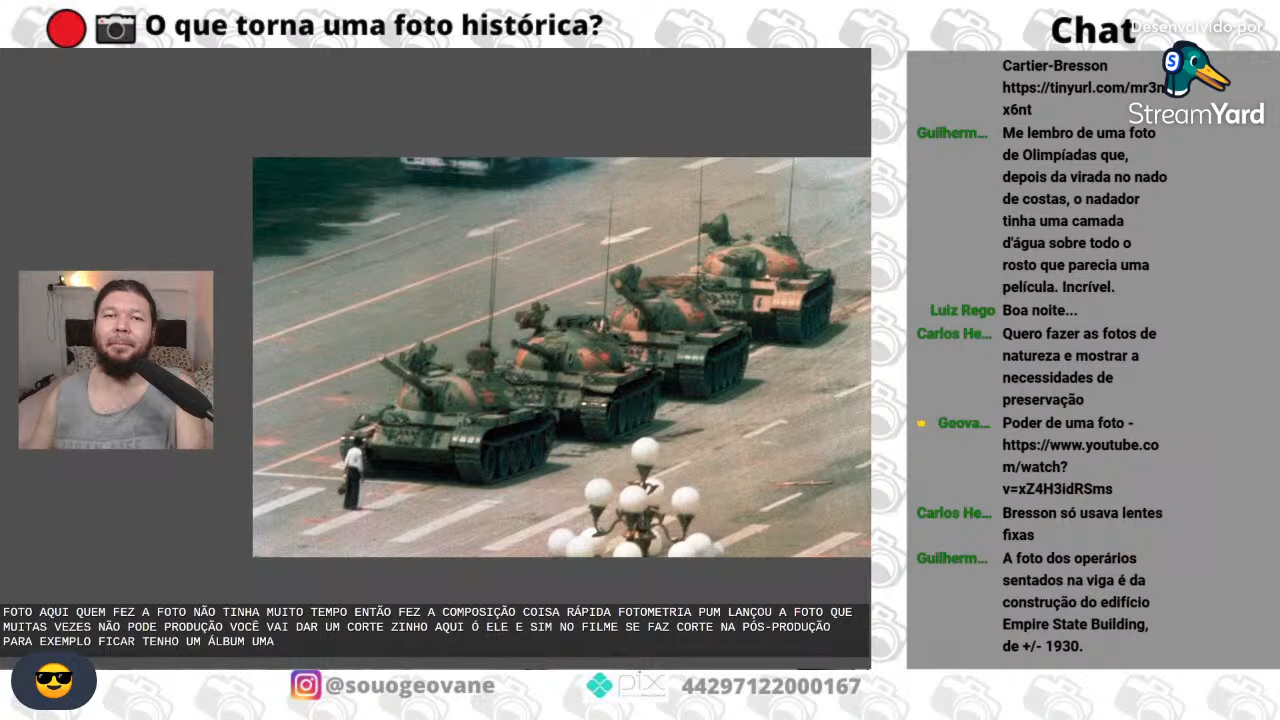 O que torna uma foto histórica?
Chat
Desenvolvido por
StreamYard
Cartier-Bresson
https://tinyurl.com/mr3m
x6nt
Guilherm... Me lembro de uma foto
de Olimpíadas que,
depois da virada no nado
de costas, o nadador
tinha uma camada
d'água sobre todo o
rosto que parecia uma
película. Incrível.
Luiz Rego Boa noite...
Carlos He... Quero fazer as fotos de
natureza e mostrar a
necessidades de
preservação
Geova... Poder de uma foto -
https://www.youtube.co
m/watch?
v=xZ4H3idRSms
Carlos He... Bresson só usava lentes
fixas
Guilherm... A foto dos operários
sentados na viga é da
construção do edifício
Empire State Building,
de +/- 1930.
FOTO AQUI QUEM FEZ A FOTO NÃO TINHA MUITO TEMPO ENTÃO FEZ A COMPOSIÇÃO COISA RÁPIDA FOTOMETRIA PUM LANÇOU A FOTO QUE
MUITAS VEZES NÃO PODE PRODUÇÃO VOCÊ VAI DAR UM CORTE ZINHO AQUI Ó ELE E SIM NO FILME SE FAZ CORTE NA PÓS-PRODUÇÃO
PARA EXEMPLO FICAR TENHO UM ÁLBUM UMA
@souogeovane
pix
44297122000167